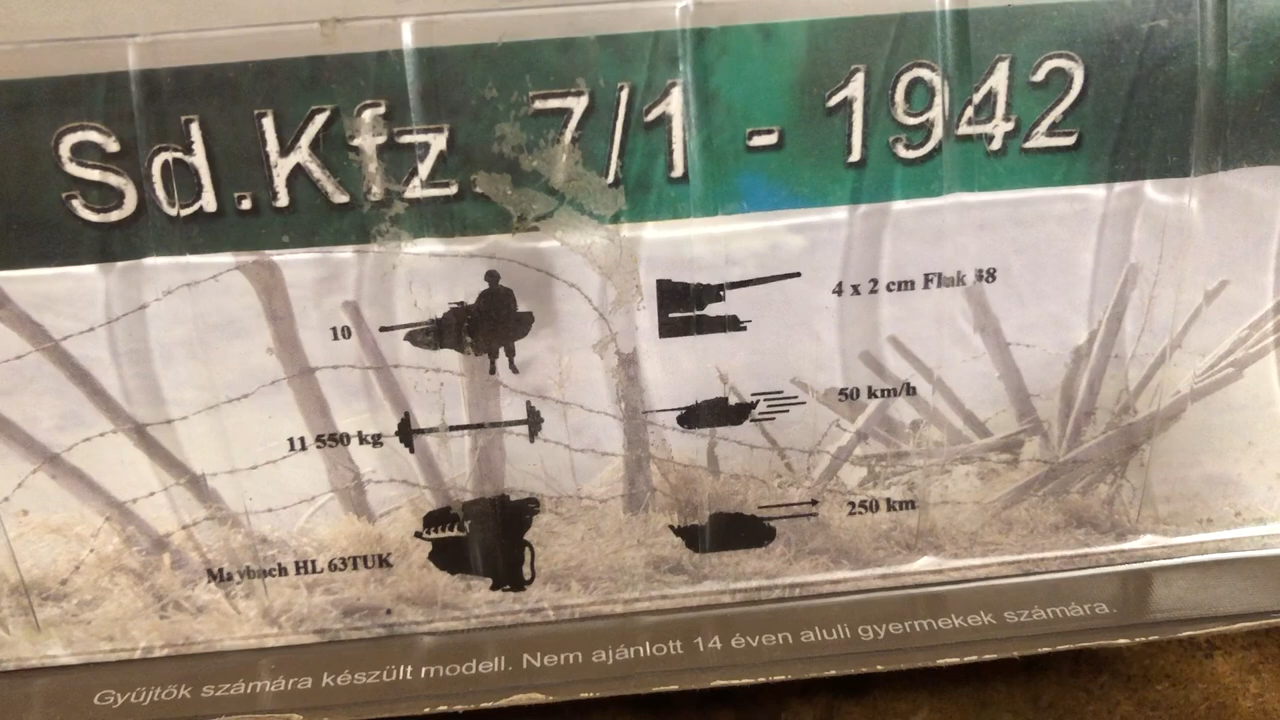 Sd.Kfz. 7/1 - 1942
10
4 x 2 cm Flak 38
11 550 kg
50 km/h
Maybach HL 63TUK
250 km
Gyűjtők számára készült modell. Nem ajánlott 14 éven aluli gyermekek számára.